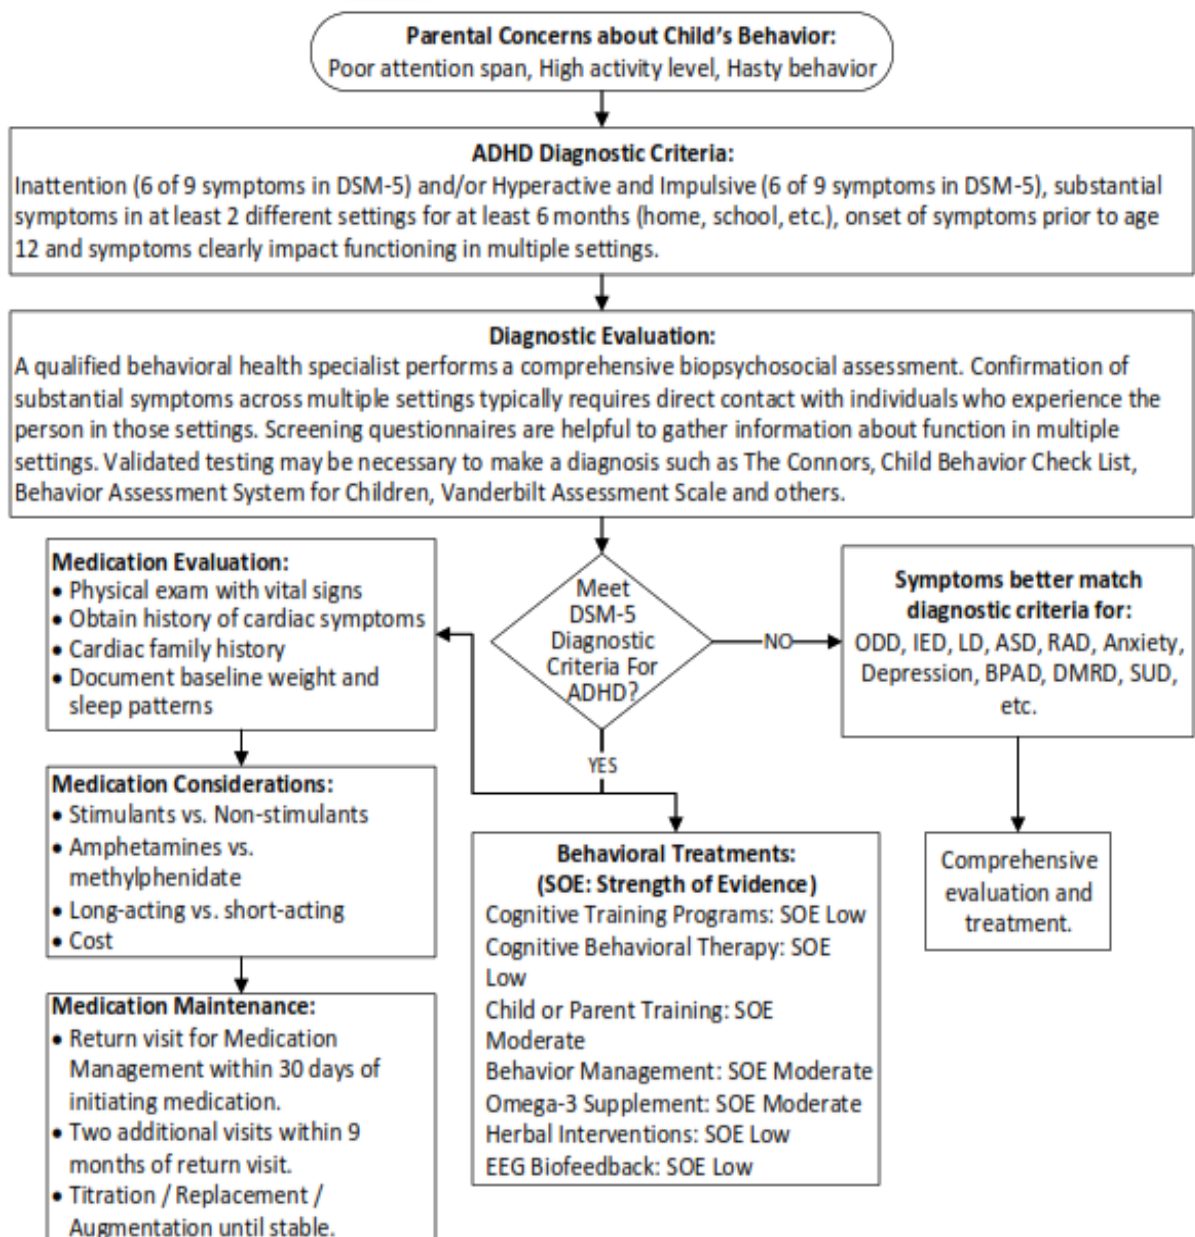 Parental Concerns about Child's Behavior:
Poor attention span, High activity level, Hasty behavior
ADHD Diagnostic Criteria:
Inattention (6 of 9 symptoms in DSM-5) and/or Hyperactive and Impulsive (6 of 9 symptoms in DSM-5), substantial
symptoms in at least 2 different settings for at least 6 months (home, school, etc.), onset of symptoms prior to age
12 and symptoms clearly impact functioning in multiple settings.
Diagnostic Evaluation:
A qualified behavioral health specialist performs a comprehensive biopsychosocial assessment. Confirmation of
substantial symptoms across multiple settings typically requires direct contact with individuals who experience the
person in those settings. Screening questionnaires are helpful to gather information about function in multiple
settings. Validated testing may be necessary to make a diagnosis such as The Connors, Child Behavior Check List,
Behavior Assessment System for Children, Vanderbilt Assessment Scale and others.
Meet
DSM-5
Diagnostic
Criteria For
ADHD?
NO
Symptoms better match
diagnostic criteria for:
ODD, IED, LD, ASD, RAD, Anxiety,
Depression, BPAD, DMRD, SUD,
etc.
Comprehensive
evaluation and
treatment.
YES
Medication Evaluation:
• Physical exam with vital signs
• Obtain history of cardiac symptoms
• Cardiac family history
• Document baseline weight and
sleep patterns
Medication Considerations:
• Stimulants vs. Non-stimulants
• Amphetamines vs.
methylphenidate
• Long-acting vs. short-acting
• Cost
Medication Maintenance:
• Return visit for Medication
Management within 30 days of
initiating medication.
• Two additional visits within 9
months of return visit.
• Titration / Replacement /
Augmentation until stable.
Behavioral Treatments:
(SOE: Strength of Evidence)
Cognitive Training Programs: SOE Low
Cognitive Behavioral Therapy: SOE
Low
Child or Parent Training: SOE
Moderate
Behavior Management: SOE Moderate
Omega-3 Supplement: SOE Moderate
Herbal Interventions: SOE Low
EEG Biofeedback: SOE Low